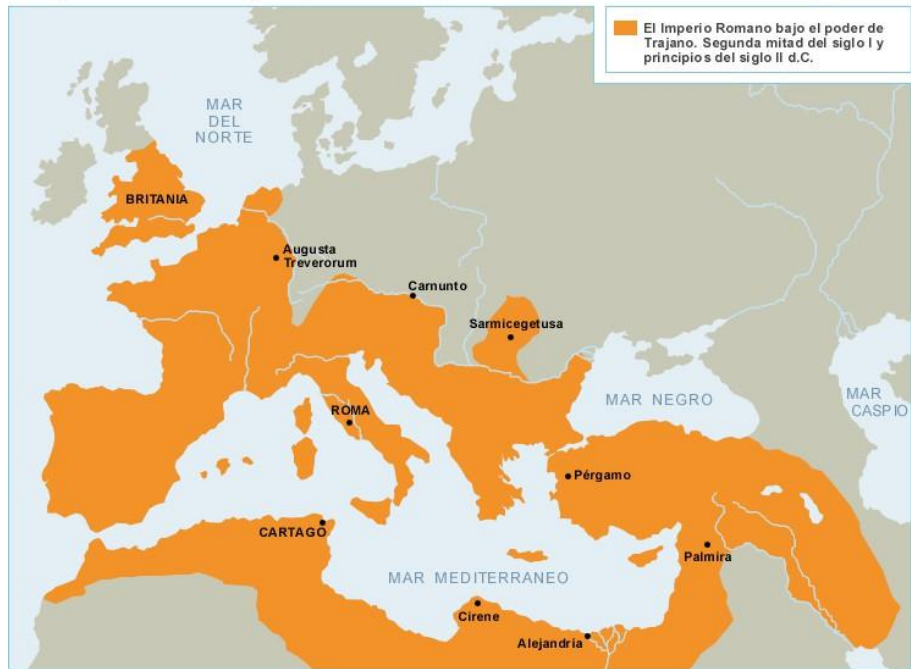 El Imperio Romano bajo el poder de
Trajano. Segunda mitad del siglo I y
principios del siglo II d.C.
MAR
DEL
NORTE
BRITANIA
Augusta
Treverorum
Carnunto
Sarmicegetusa
MAR NEGRO
MAR
CASPIO
ROMA
Pérgamo
CARTAGO
Palmira
MAR MEDITERRANEO
Cirene
Alejandría